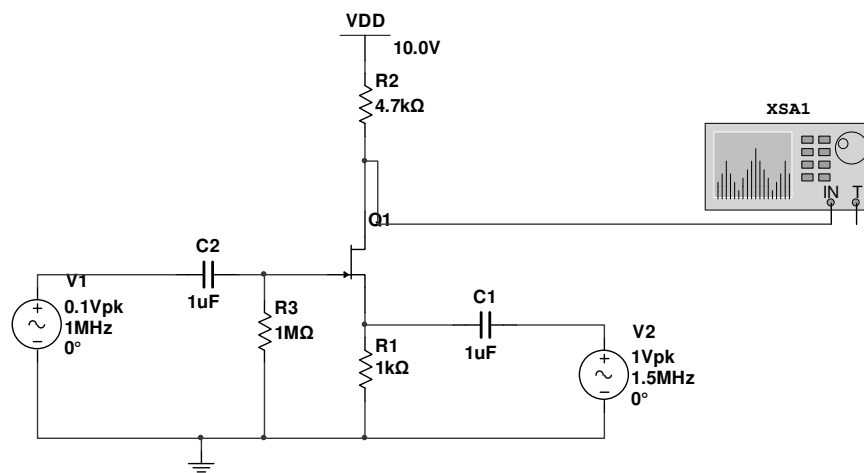 VDD
10.0V
R2
4.7kΩ
XSA1
IN
T
Q1
C2
1uF
V1
0.1Vpk
1MHz
0°
R3
1MΩ
C1
1uF
R1
1kΩ
V2
1Vpk
1.5MHz
0°